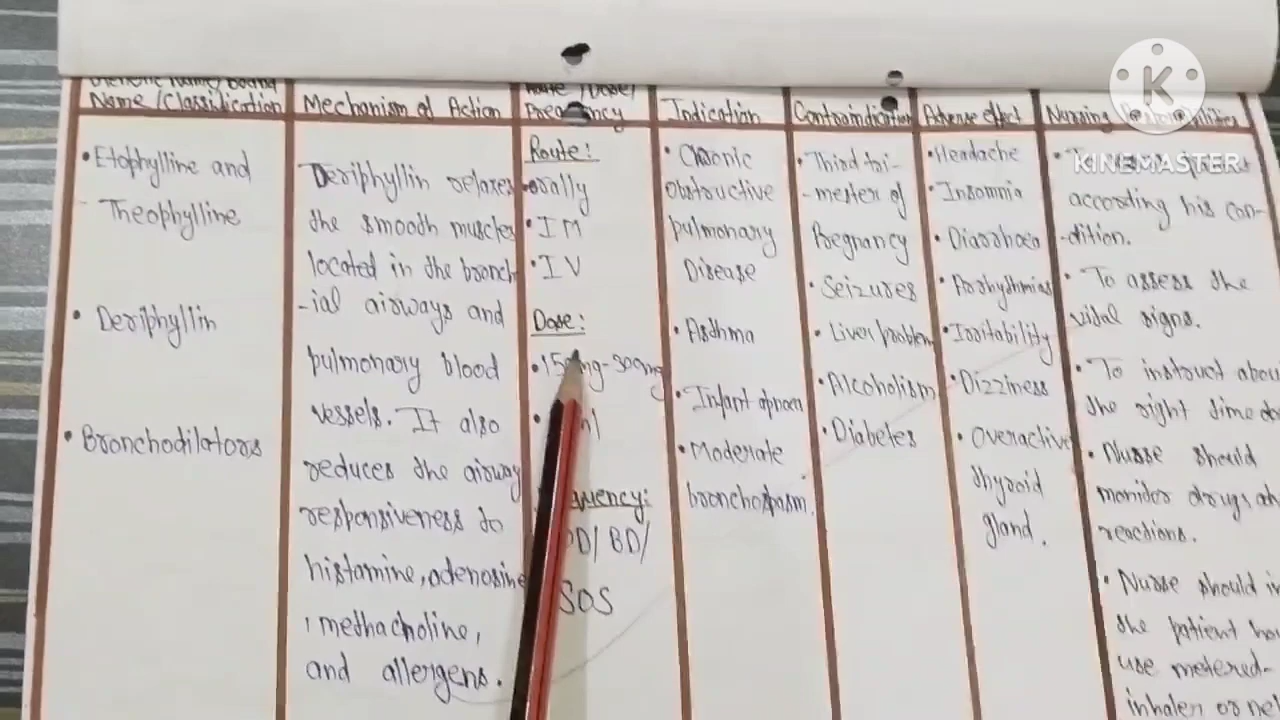 Name/Classification
Etophylline and
Theophylline
Deriphyllin
Bronchodilators
Mechanism of Action
Deriphyllin relaxes
the smooth muscles
located in the bronch
-ial airways and
pulmonary blood
vessels. It also
reduces the airway
responsiveness to
histamine, adenosine
, methacholine,
and allergens.
Route:
orally
IM
IV
Dose:
OD/ BD/
SOS
Indication
Chronic
obstructive
pulmonary
Disease
Asthma
Infant apnoea
Moderate
bronchospasm.
Contraindication
Third tri-
-mester of
Pregnancy
Seizures
Liver problem
Alcoholism
Diabetes
Adverse effect
Headache
Insomnia
Diarrhoea
Arrhythmias
Irritability
Dizziness
Overactive
thyroid
gland.
Nursing
according his con-
-dition.
To assess the
vital signs.
To instruct abou
the right time
Nurse should
monitor drugs
reactions.
Nurse should
the patient
use metered-
inhaler or
K
KINEMASTER